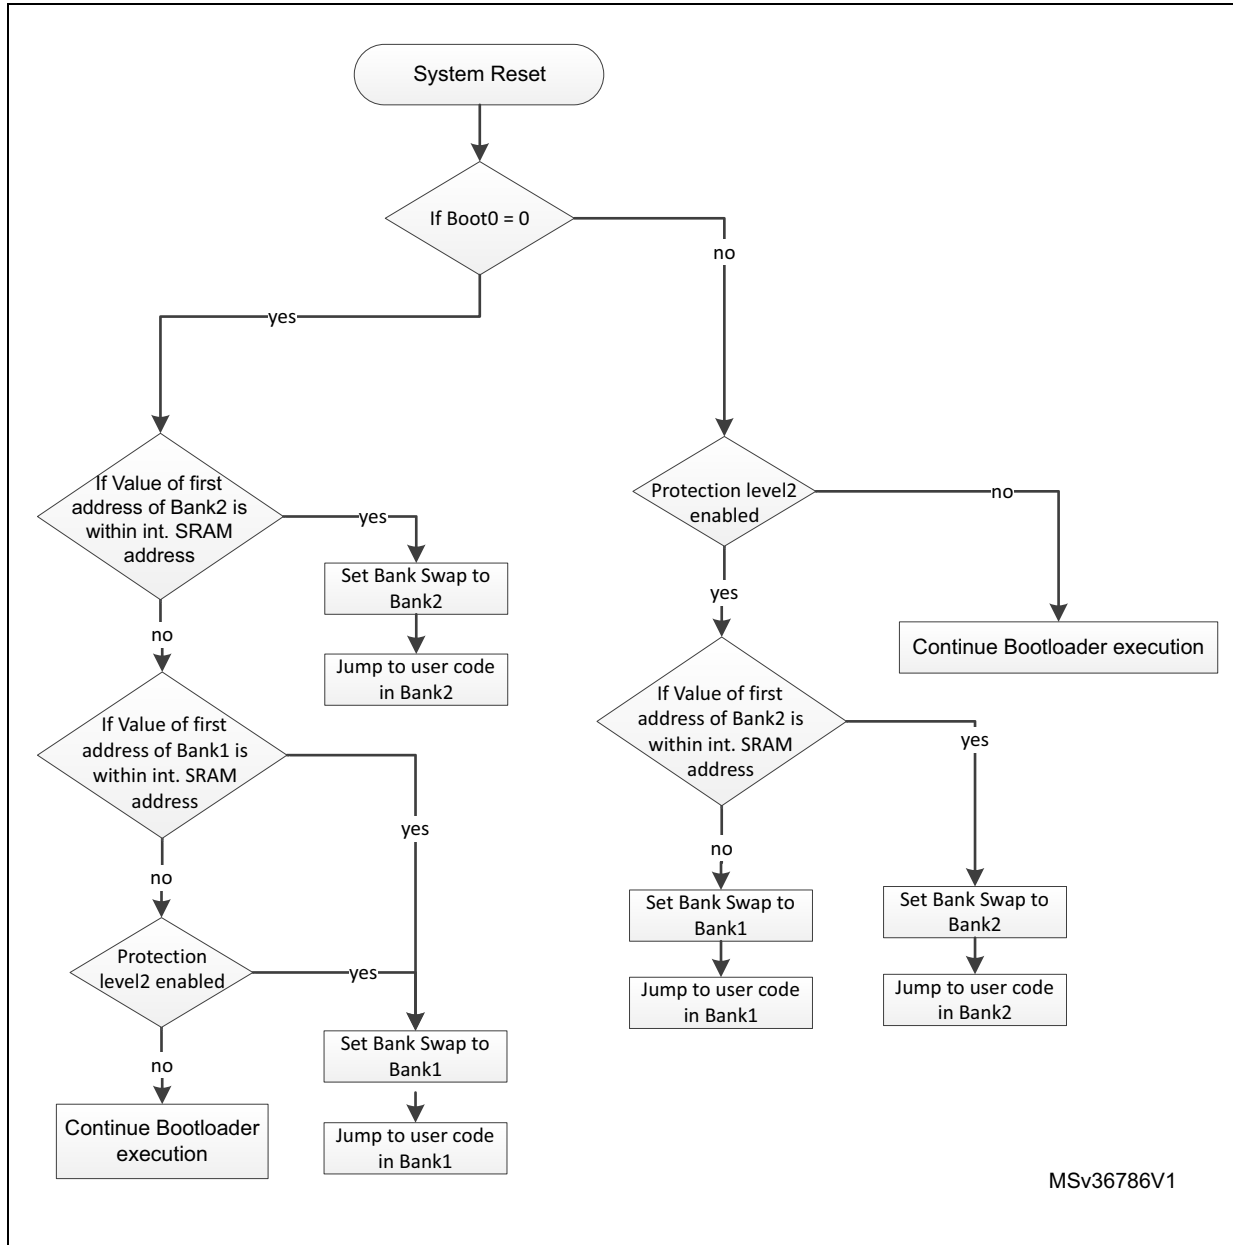 System Reset
If Boot0 = 0
no
yes
If Value of first
address of Bank2 is
within int. SRAM
address
yes
Set Bank Swap to
Bank2
Jump to user code
in Bank2
no
If Value of first
address of Bank1 is
within int. SRAM
address
yes
no
Protection
level2 enabled
yes
Set Bank Swap to
Bank1
Jump to user code
in Bank1
no
Continue Bootloader
execution
Protection level2
enabled
no
Continue Bootloader execution
yes
If Value of first
address of Bank2 is
within int. SRAM
address
yes
no
Set Bank Swap to
Bank1
Jump to user code
in Bank1
Set Bank Swap to
Bank2
Jump to user code
in Bank2
MSv36786V1